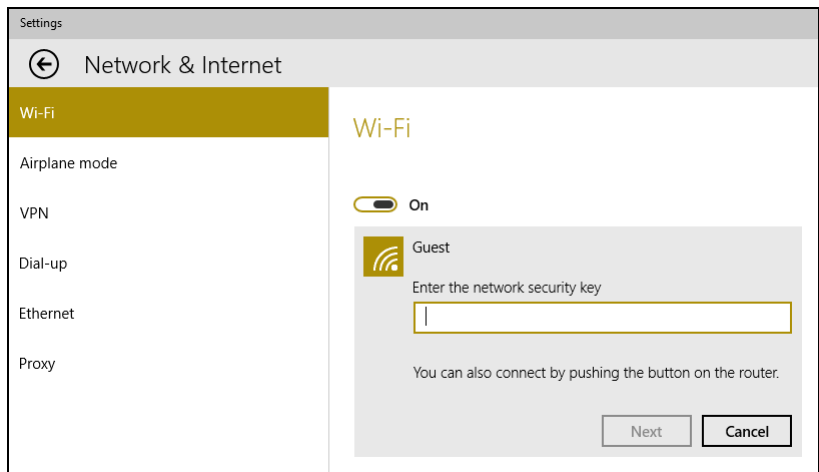 Settings
Network & Internet
Wi-Fi
Airplane mode
VPN
Dial-up
Ethernet
Proxy
Wi-Fi
On
Guest
Enter the network security key
You can also connect by pushing the button on the router.
Next
Cancel